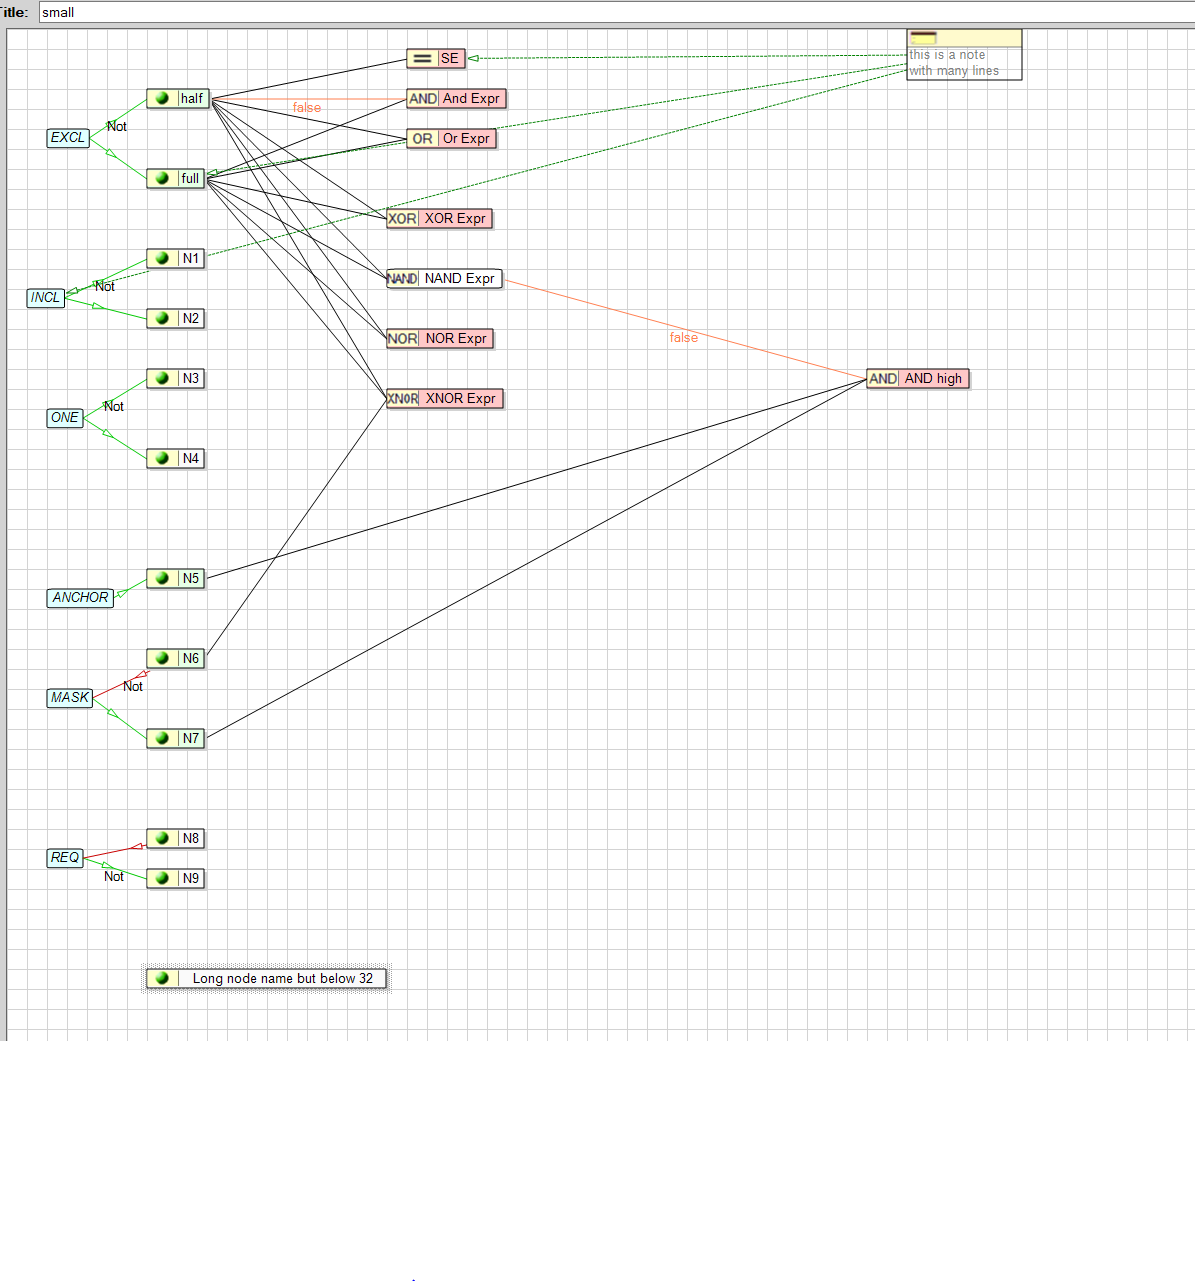 Title: small
this is a note
with many lines
SE
half
AND And Expr
false
Not
EXCL
OR Or Expr
full
XOR XOR Expr
N1
NAND NAND Expr
Not
INCL
N2
NOR NOR Expr
false
N3
AND AND high
XNOR XNOR Expr
Not
ONE
N4
N5
ANCHOR
N6
Not
MASK
N7
N8
REQ
Not
N9
Long node name but below 32